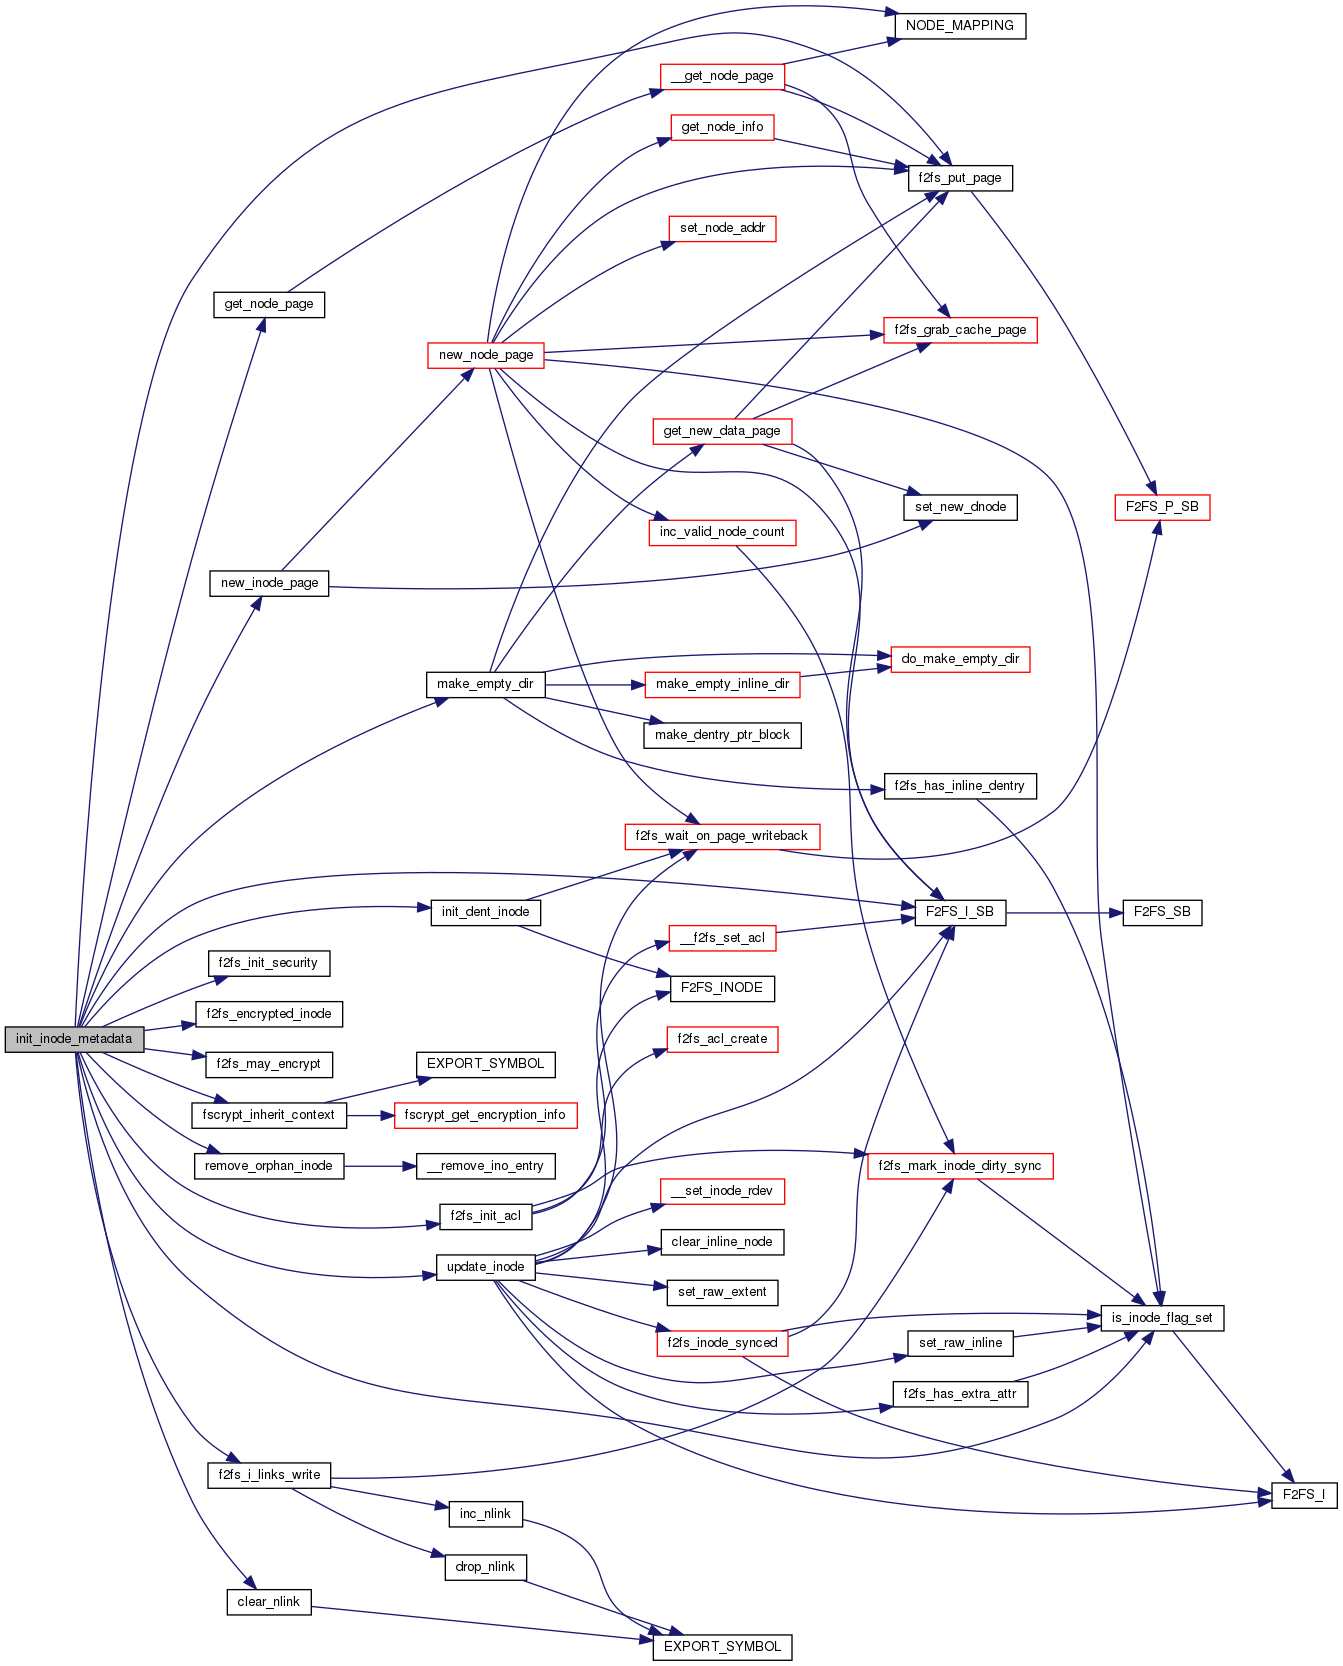 NODE_MAPPING
__get_node_page
get_node_info
f2fs_put_page
set_node_addr
get_node_page
f2fs_grab_cache_page
new_node_page
get_new_data_page
set_new_dnode
F2FS_P_SB
inc_valid_node_count
new_inode_page
do_make_empty_dir
make_empty_dir
make_empty_inline_dir
make_dentry_ptr_block
f2fs_has_inline_dentry
f2fs_wait_on_page_writeback
init_dent_inode
F2FS_I_SB
F2FS_SB
__f2fs_set_acl
f2fs_init_security
F2FS_INODE
f2fs_encrypted_inode
init_inode_metadata
f2fs_acl_create
f2fs_may_encrypt
EXPORT_SYMBOL
fscrypt_inherit_context
fscrypt_get_encryption_info
remove_orphan_inode
__remove_ino_entry
f2fs_mark_inode_dirty_sync
__set_inode_rdev
f2fs_init_acl
clear_inline_node
update_inode
set_raw_extent
is_inode_flag_set
f2fs_inode_synced
set_raw_inline
f2fs_has_extra_attr
f2fs_i_links_write
F2FS_I
inc_nlink
drop_nlink
clear_nlink
EXPORT_SYMBOL